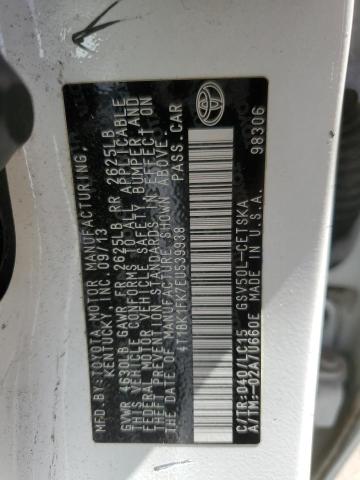 MFD. BY: TOYOTA MOTOR MANUFACTURING,
KENTUCKY, INC. 09/13
GVWR 4630LB GAWR FR 2625LB RR 2625LB
THIS VEHICLE CONFORMS TO ALL APPLICABLE
FEDERAL MOTOR VEHICLE SAFETY, BUMPER AND
THEFT PREVENTION STANDARDS IN EFFECT ON
THE DATE OF MANUFACTURE SHOWN ABOVE.
4T1BK1FK7EU539938 PASS.CAR
C/TR:040/LC15 GSV50L-CETSKA
A/TM:-02A/U660E MADE IN U.S.A.
98306